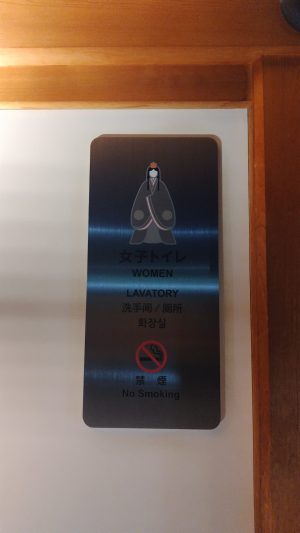 女子トイレ
WOMEN
LAVATORY
洗手间 / 厕所
화장실
禁 煙
No Smoking